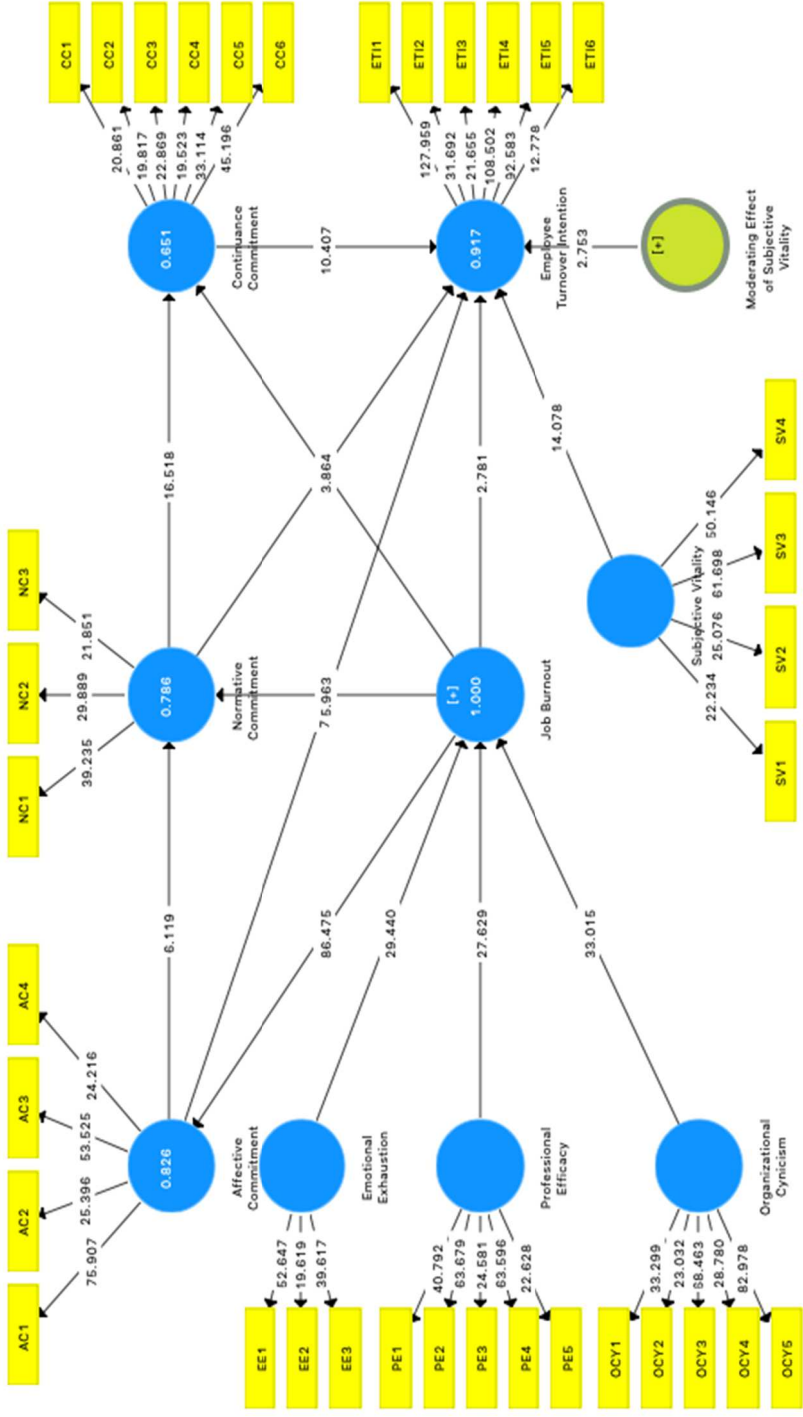 AC1 AC2 AC3 AC4 NC1 NC2 NC3
75.907 25.396 53.525 24.216 39.235 29.889 21.851
CC1
CC2
CC3
CC4
CC5
CC6
20.861
19.817
22.869
19.523
33.114
45.196
0.826 6.119 0.786 16.518 0.651
Affective
Commitment
Normative
Commitment
Continuance
Commitment
EE1
EE2
EE3
52.647
19.619
39.617
Emotional
Exhaustion
86.475 5.963 3.864 10.407
29.440
ETI1
ETI2
ETI3
ETI4
ETI5
ETI6
127.959
31.692
21.655
108.502
92.583
12.778
PE1
PE2
PE3
PE4
PE5
40.792
63.679
24.581
63.596
22.628
Professional
Efficacy
27.629
[+]
1.000
Job Burnout
2.781
0.917
Employee
Turnover Intention
2.753
33.015 14.078
OCY1
OCY2
OCY3
OCY4
OCY5
33.299
23.032
68.463
28.780
82.978
Organizational
Cynicism
Subjective Vitality
22.234 25.076 61.698 50.146
SV1 SV2 SV3 SV4
[+]
Moderating Effect
of Subjective
Vitality